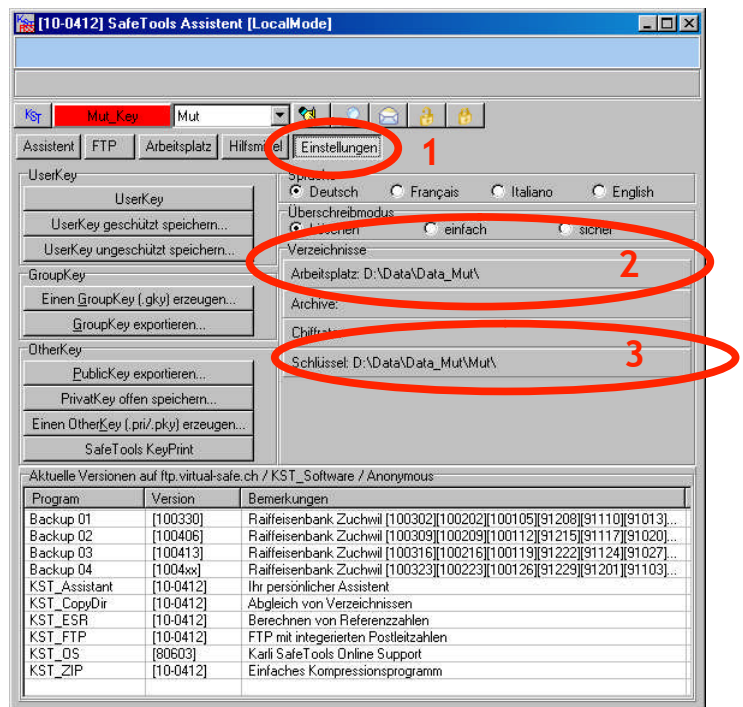 [10-0412] SafeTools Assistent [LocalMode]
KST Mut_Key Mut
Assistent FTP Arbeitsplatz Hilfsmittel Einstellungen 1
UserKey
UserKey
UserKey geschützt speichern...
UserKey ungeschützt speichern...
GroupKey
Einen GroupKey (.gky) erzeugen...
GroupKey exportieren...
OtherKey
PublicKey exportieren...
PrivatKey offen speichern...
Einen OtherKey (.pri/.pky) erzeugen...
SafeTools KeyPrint
Sprache
Deutsch Français Italiano English
Überschreibmodus
Löschen einfach sicher
Verzeichnisse
Arbeitsplatz: D:\Data\Data_Mut\ 2
Archive:
Chiffrate:
Schlüssel: D:\Data\Data_Mut\Mut\ 3
Aktuelle Versionen auf ftp.virtual-safe.ch / KST_Software / Anonymous
Program Version Bemerkungen
Backup 01 [100330] Raiffeisenbank Zuchwil [100302][100202][100105][91208][91110][91013]...
Backup 02 [100406] Raiffeisenbank Zuchwil [100309][100209][100112][91215][91117][91020]...
Backup 03 [100413] Raiffeisenbank Zuchwil [100316][100216][100119][91222][91124][91027]...
Backup 04 [1004xx] Raiffeisenbank Zuchwil [100323][100223][100126][91229][91201][91103]...
KST_Assistant [10-0412] Ihr persönlicher Assistent
KST_CopyDir [10-0412] Abgleich von Verzeichnissen
KST_ESR [10-0412] Berechnen von Referenzzahlen
KST_FTP [10-0412] FTP mit integerierten Postleitzahlen
KST_OS [80603] Karli SafeTools Online Support
KST_ZIP [10-0412] Einfaches Kompressionsprogramm